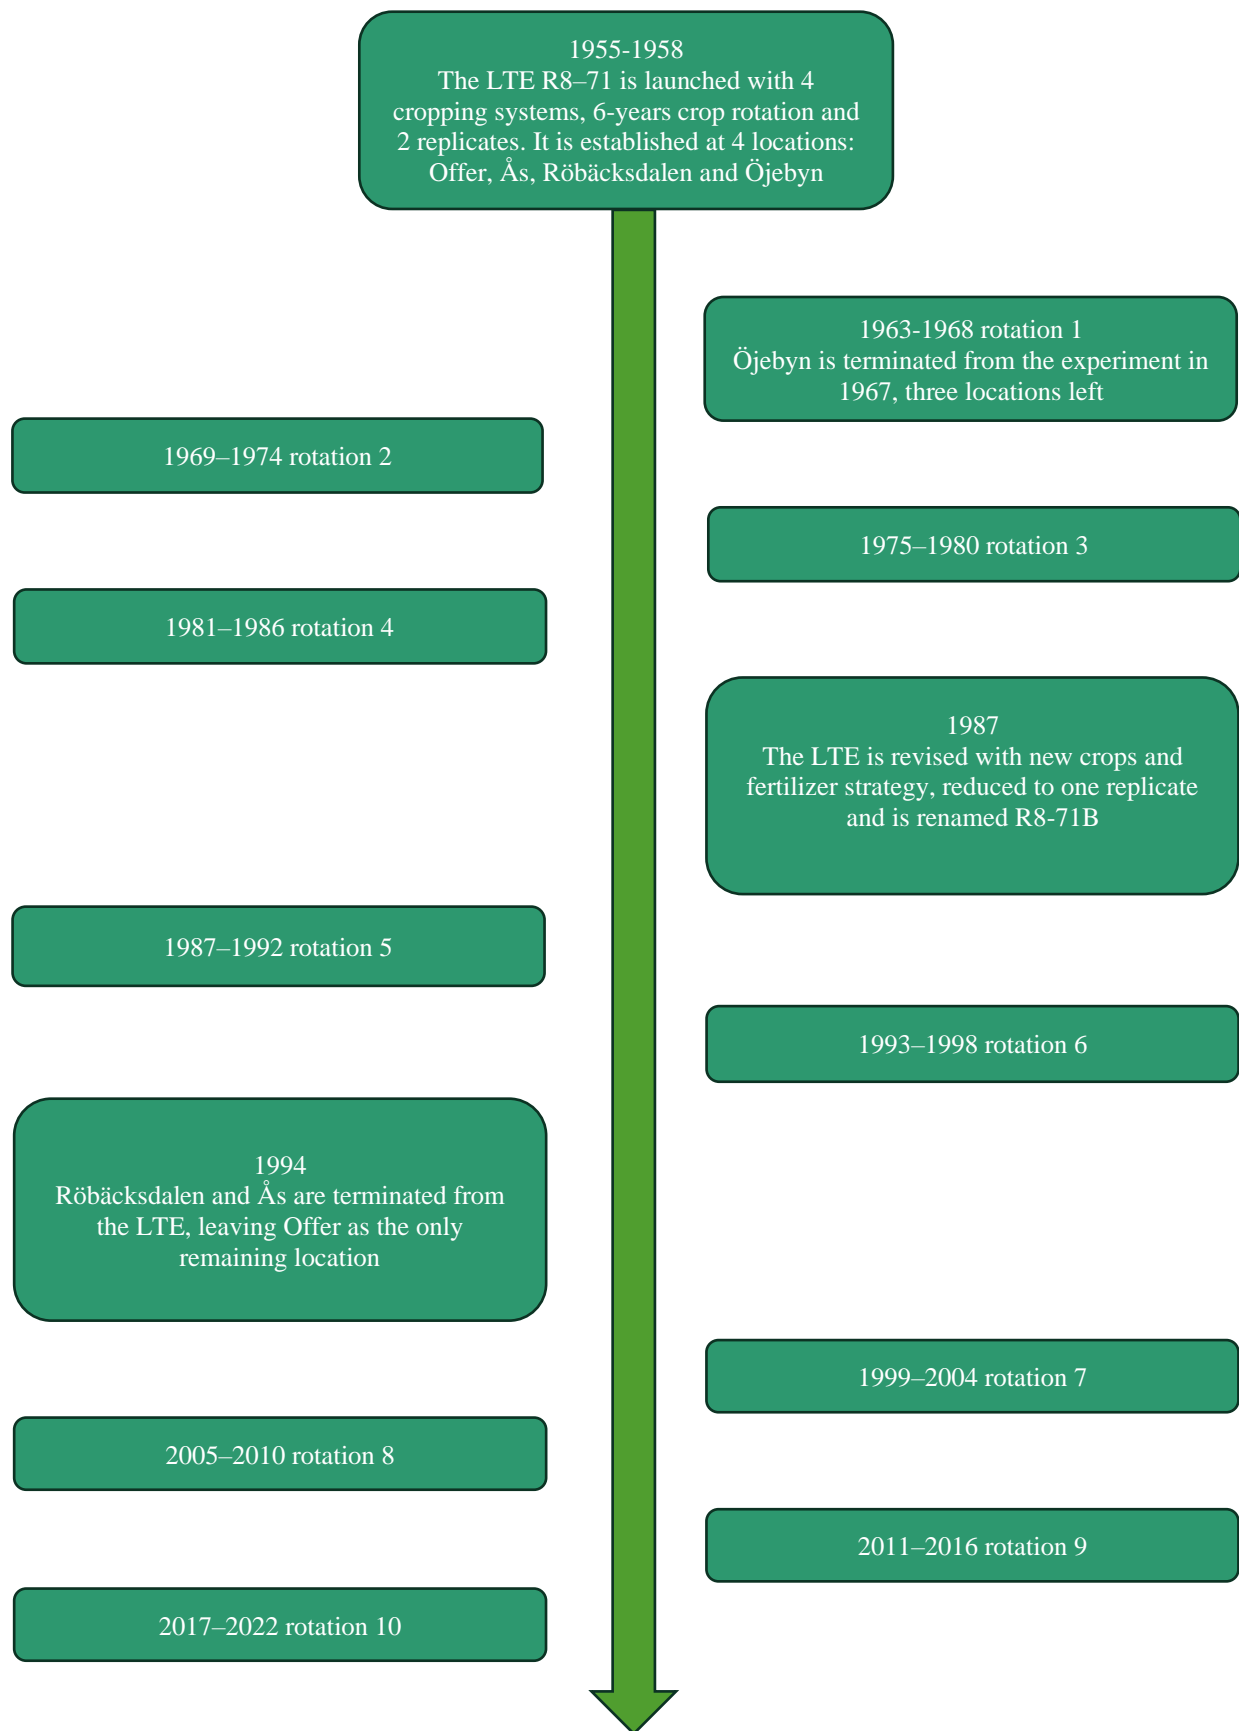 1955-1958
The LTE R8–71 is launched with 4
cropping systems, 6-years crop rotation and
2 replicates. It is established at 4 locations:
Offer, Ås, Röbäcksdalen and Öjebyn
1963-1968 rotation 1
Öjebyn is terminated from the experiment in
1967, three locations left
1969–1974 rotation 2
1975–1980 rotation 3
1981–1986 rotation 4
1987
The LTE is revised with new crops and
fertilizer strategy, reduced to one replicate
and is renamed R8-71B
1987–1992 rotation 5
1993–1998 rotation 6
1994
Röbäcksdalen and Ås are terminated from
the LTE, leaving Offer as the only
remaining location
1999–2004 rotation 7
2005–2010 rotation 8
2011–2016 rotation 9
2017–2022 rotation 10